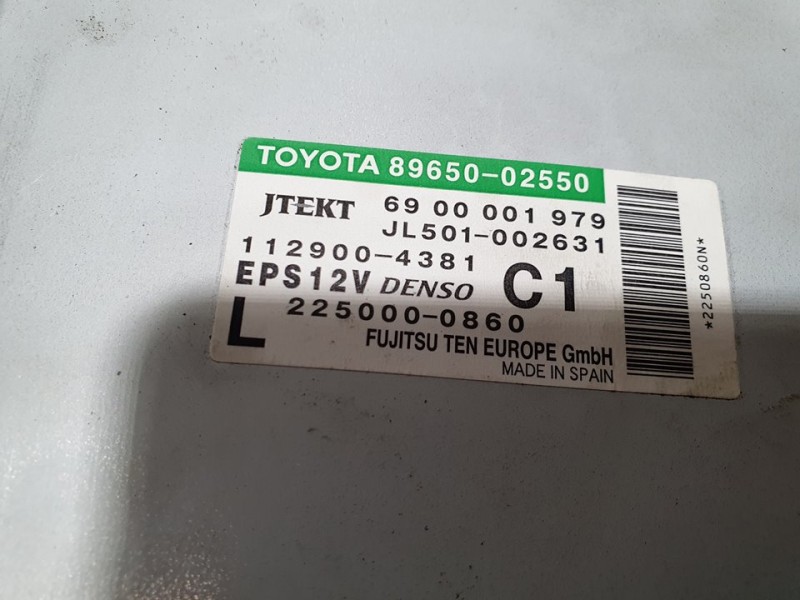 TOYOTA 89650-02550
JTEKT 69 00 001 979
JL501-002631
112900-4381
EPS12V DENSO C1
L 225000-0860
FUJITSU TEN EUROPE GmbH
MADE IN SPAIN
*2250860N*